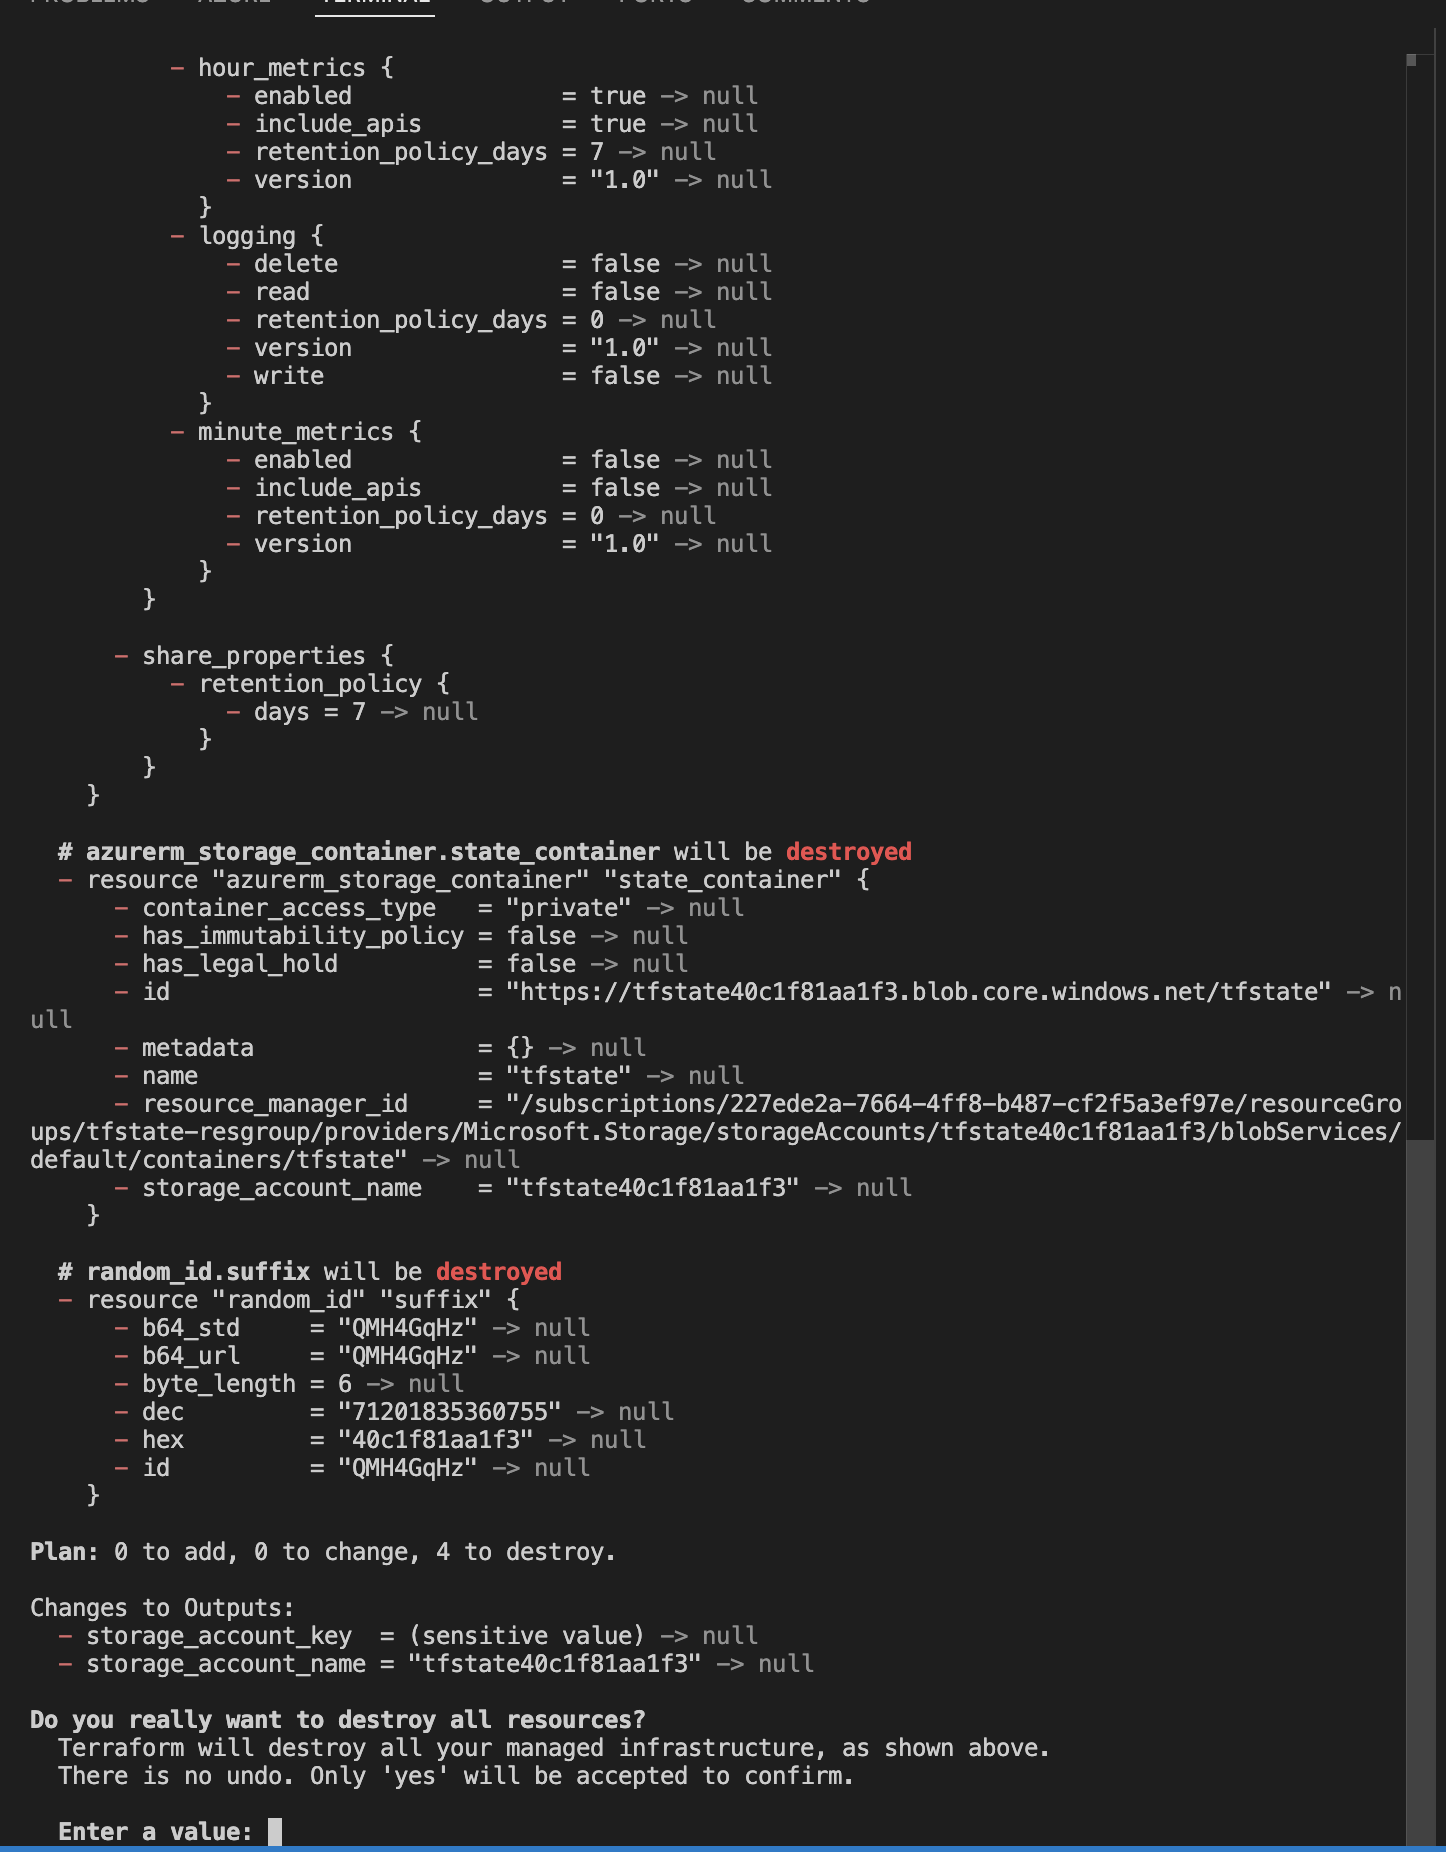 PROBLEMS AZURE TERMINAL OUTPUT PORTS COMMENTS
- hour_metrics {
- enabled = true -> null
- include_apis = true -> null
- retention_policy_days = 7 -> null
- version = "1.0" -> null
}
- logging {
- delete = false -> null
- read = false -> null
- retention_policy_days = 0 -> null
- version = "1.0" -> null
- write = false -> null
}
- minute_metrics {
- enabled = false -> null
- include_apis = false -> null
- retention_policy_days = 0 -> null
- version = "1.0" -> null
}
}
- share_properties {
- retention_policy {
- days = 7 -> null
}
}
}
# azurerm_storage_container.state_container will be destroyed
- resource "azurerm_storage_container" "state_container" {
- container_access_type = "private" -> null
- has_immutability_policy = false -> null
- has_legal_hold = false -> null
- id = "https://tfstate40c1f81aa1f3.blob.core.windows.net/tfstate" -> n
ull
- metadata = {} -> null
- name = "tfstate" -> null
- resource_manager_id = "/subscriptions/227ede2a-7664-4ff8-b487-cf2f5a3ef97e/resourceGro
ups/tfstate-resgroup/providers/Microsoft.Storage/storageAccounts/tfstate40c1f81aa1f3/blobServices/
default/containers/tfstate" -> null
- storage_account_name = "tfstate40c1f81aa1f3" -> null
}
# random_id.suffix will be destroyed
- resource "random_id" "suffix" {
- b64_std = "QMH4GqHz" -> null
- b64_url = "QMH4GqHz" -> null
- byte_length = 6 -> null
- dec = "71201835360755" -> null
- hex = "40c1f81aa1f3" -> null
- id = "QMH4GqHz" -> null
}
Plan: 0 to add, 0 to change, 4 to destroy.
Changes to Outputs:
- storage_account_key = (sensitive value) -> null
- storage_account_name = "tfstate40c1f81aa1f3" -> null
Do you really want to destroy all resources?
Terraform will destroy all your managed infrastructure, as shown above.
There is no undo. Only 'yes' will be accepted to confirm.
Enter a value: